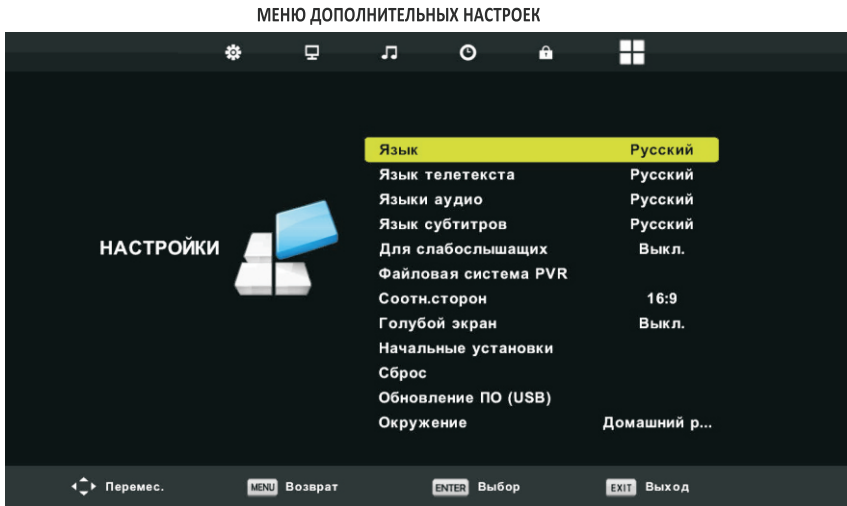 МЕНЮ ДОПОЛНИТЕЛЬНЫХ НАСТРОЕК
НАСТРОЙКИ
Язык Русский
Язык телетекста Русский
Языки аудио Русский
Язык субтитров Русский
Для слабослышащих Выкл.
Файловая система PVR
Соотн.сторон 16:9
Голубой экран Выкл.
Начальные установки
Сброс
Обновление ПО (USB)
Окружение Домашний р...
Перемес. MENU Возврат ENTER Выбор EXIT Выход